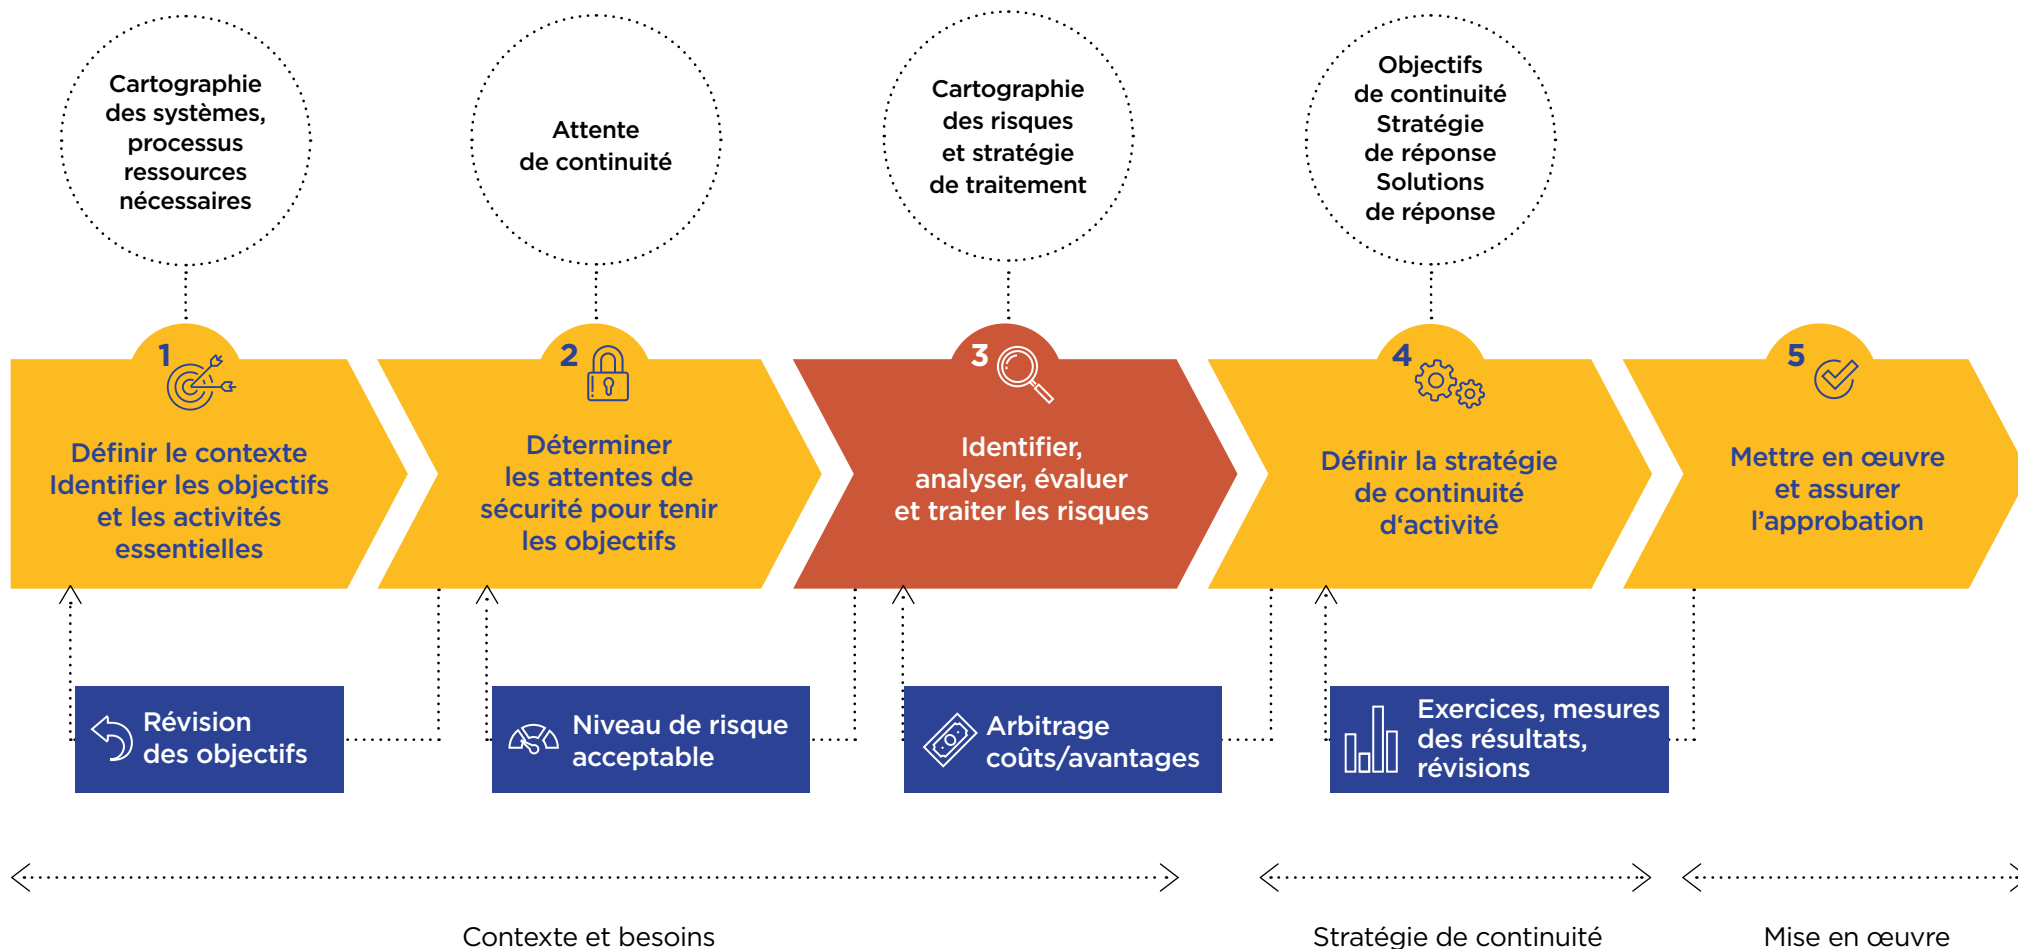 Cartographie
des systèmes,
processus
ressources
nécessaires
Attente
de continuité
Cartographie
des risques
et stratégie
de traitement
Objectifs
de continuité
Stratégie
de réponse
Solutions
de réponse
1
Définir le contexte
Identifier les objectifs
et les activités
essentielles
2
Déterminer
les attentes de
sécurité pour tenir
les objectifs
3
Identifier,
analyser, évaluer
et traiter les risques
4
Définir la stratégie
de continuité
d‘activité
5
Mettre en œuvre
et assurer
l’approbation
Révision
des objectifs
Niveau de risque
acceptable
Arbitrage
coûts/avantages
Exercices, mesures
des résultats,
révisions
Contexte et besoins
Stratégie de continuité
Mise en œuvre